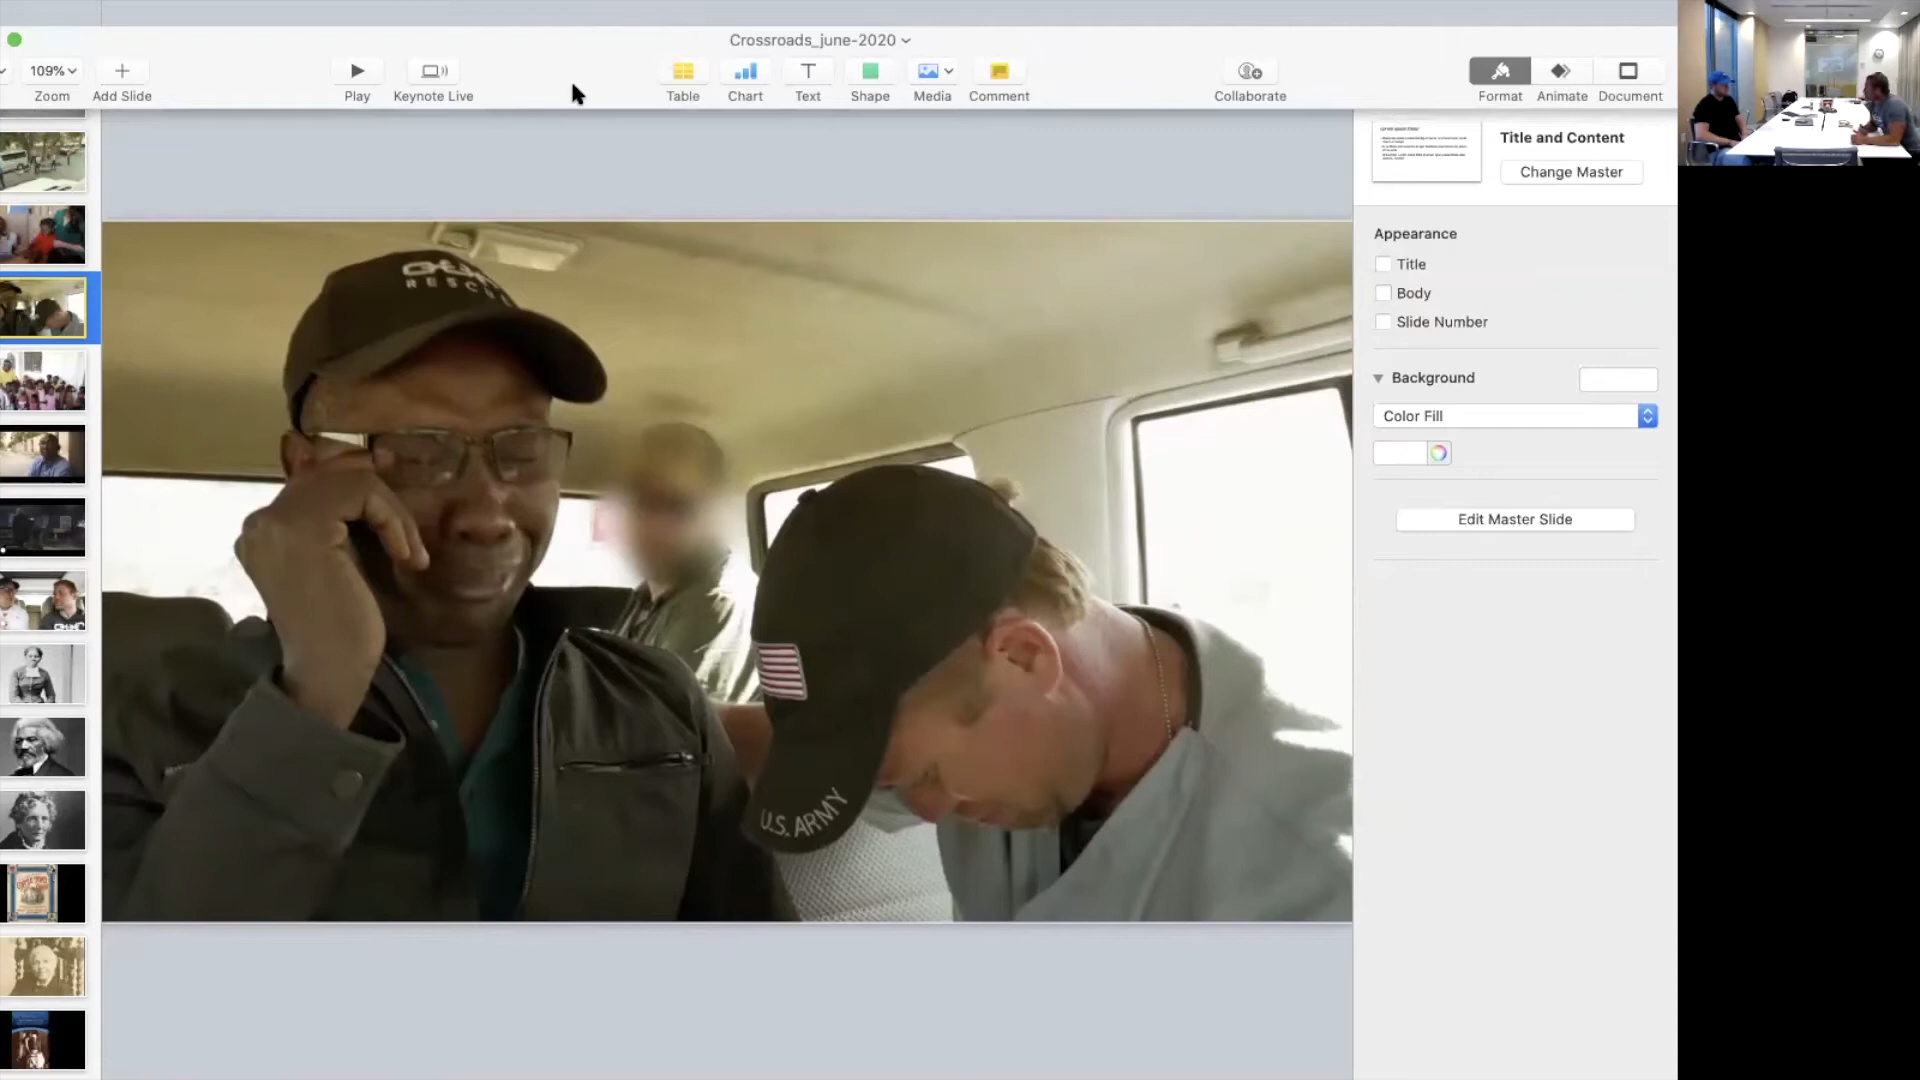 Crossroads_june-2020
109%
Zoom
Add Slide
Play
Keynote Live
Table
Chart
Text
Shape
Media
Comment
Collaborate
Format
Animate
Document
Title and Content
Change Master
Appearance
Title
Body
Slide Number
Background
Color Fill
Edit Master Slide
RESCUE
U.S. ARMY